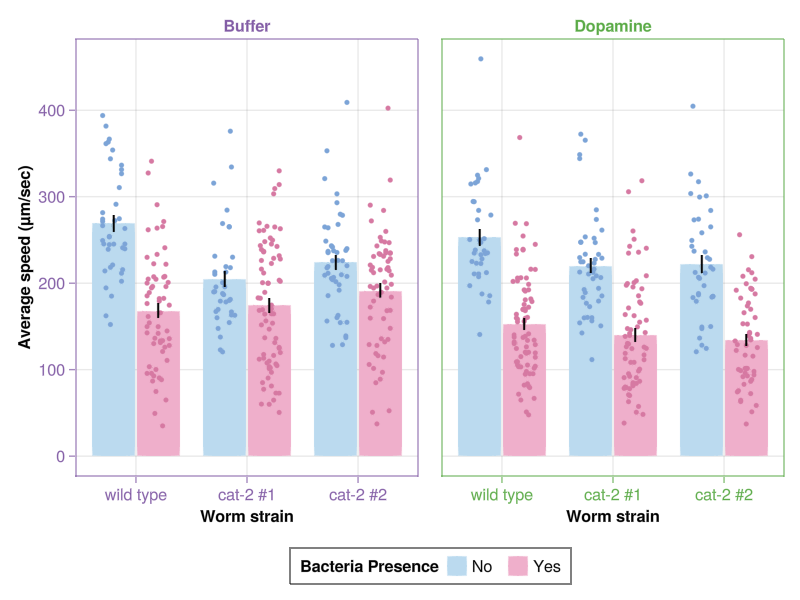 Buffer
Dopamine
Average speed (μm/sec)
400
300
200
100
0
wild type
cat-2 #1
cat-2 #2
wild type
cat-2 #1
cat-2 #2
Worm strain
Worm strain
Bacteria Presence No Yes